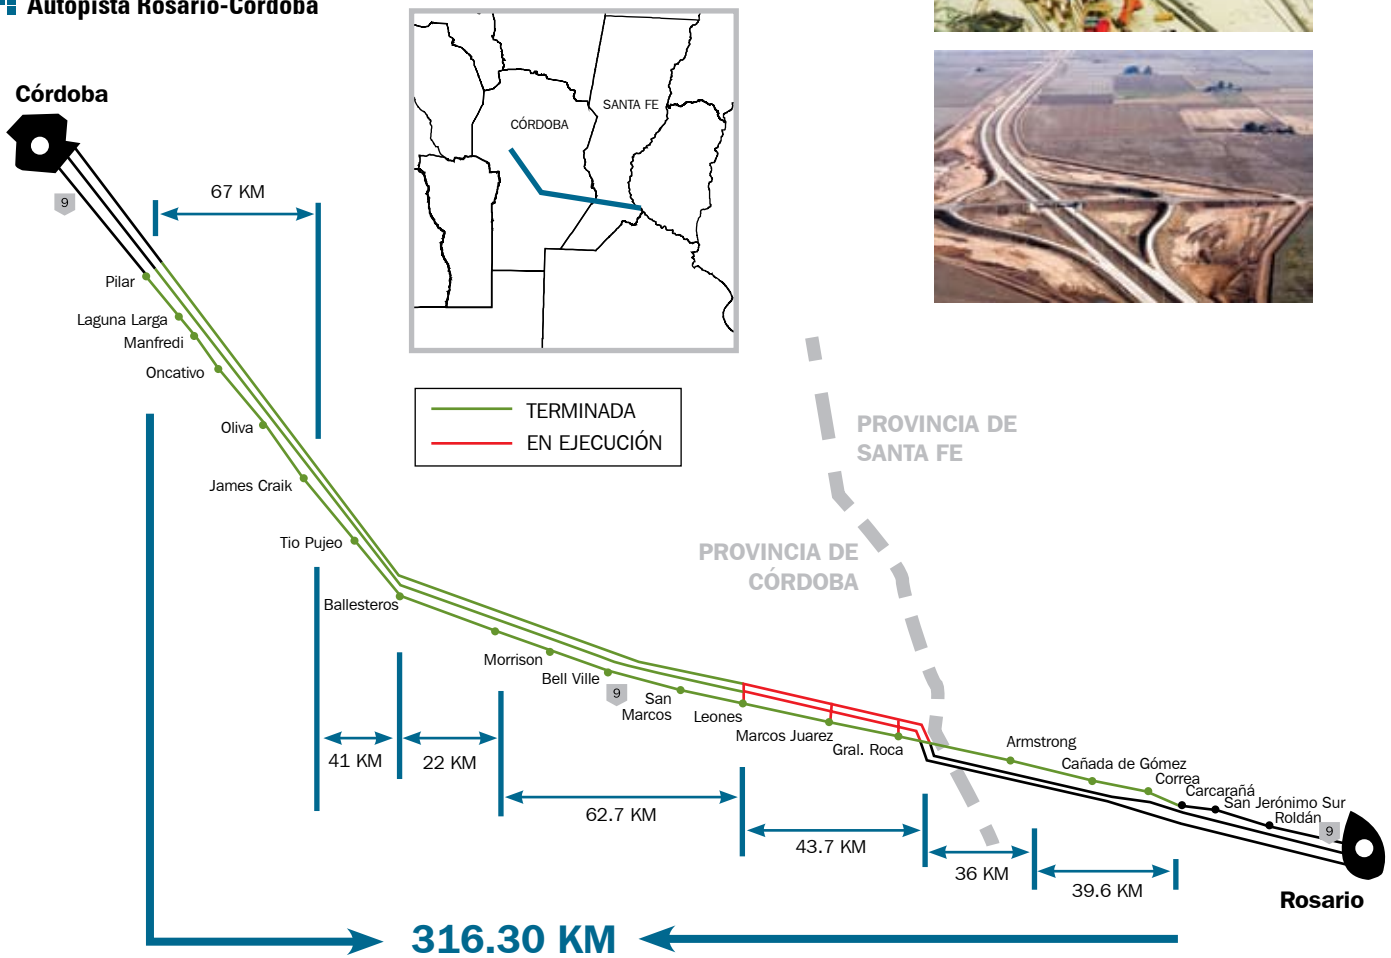 Autopista Rosario-Córdoba
Córdoba
9
67 KM
CÓRDOBA
SANTA FE
Pilar
Laguna Larga
Manfredi
Oncativo
Oliva
James Craik
Tio Pujeo
Ballesteros
TERMINADA
EN EJECUCIÓN
PROVINCIA DE
SANTA FE
PROVINCIA DE
CÓRDOBA
Morrison
Bell Ville
9
San
Marcos
Leones
Marcos Juarez
Gral. Roca
Armstrong
Cañada de Gómez
Correa
Carcarañá
San Jerónimo Sur
Roldán
9
Rosario
41 KM
22 KM
62.7 KM
43.7 KM
36 KM
39.6 KM
316.30 KM